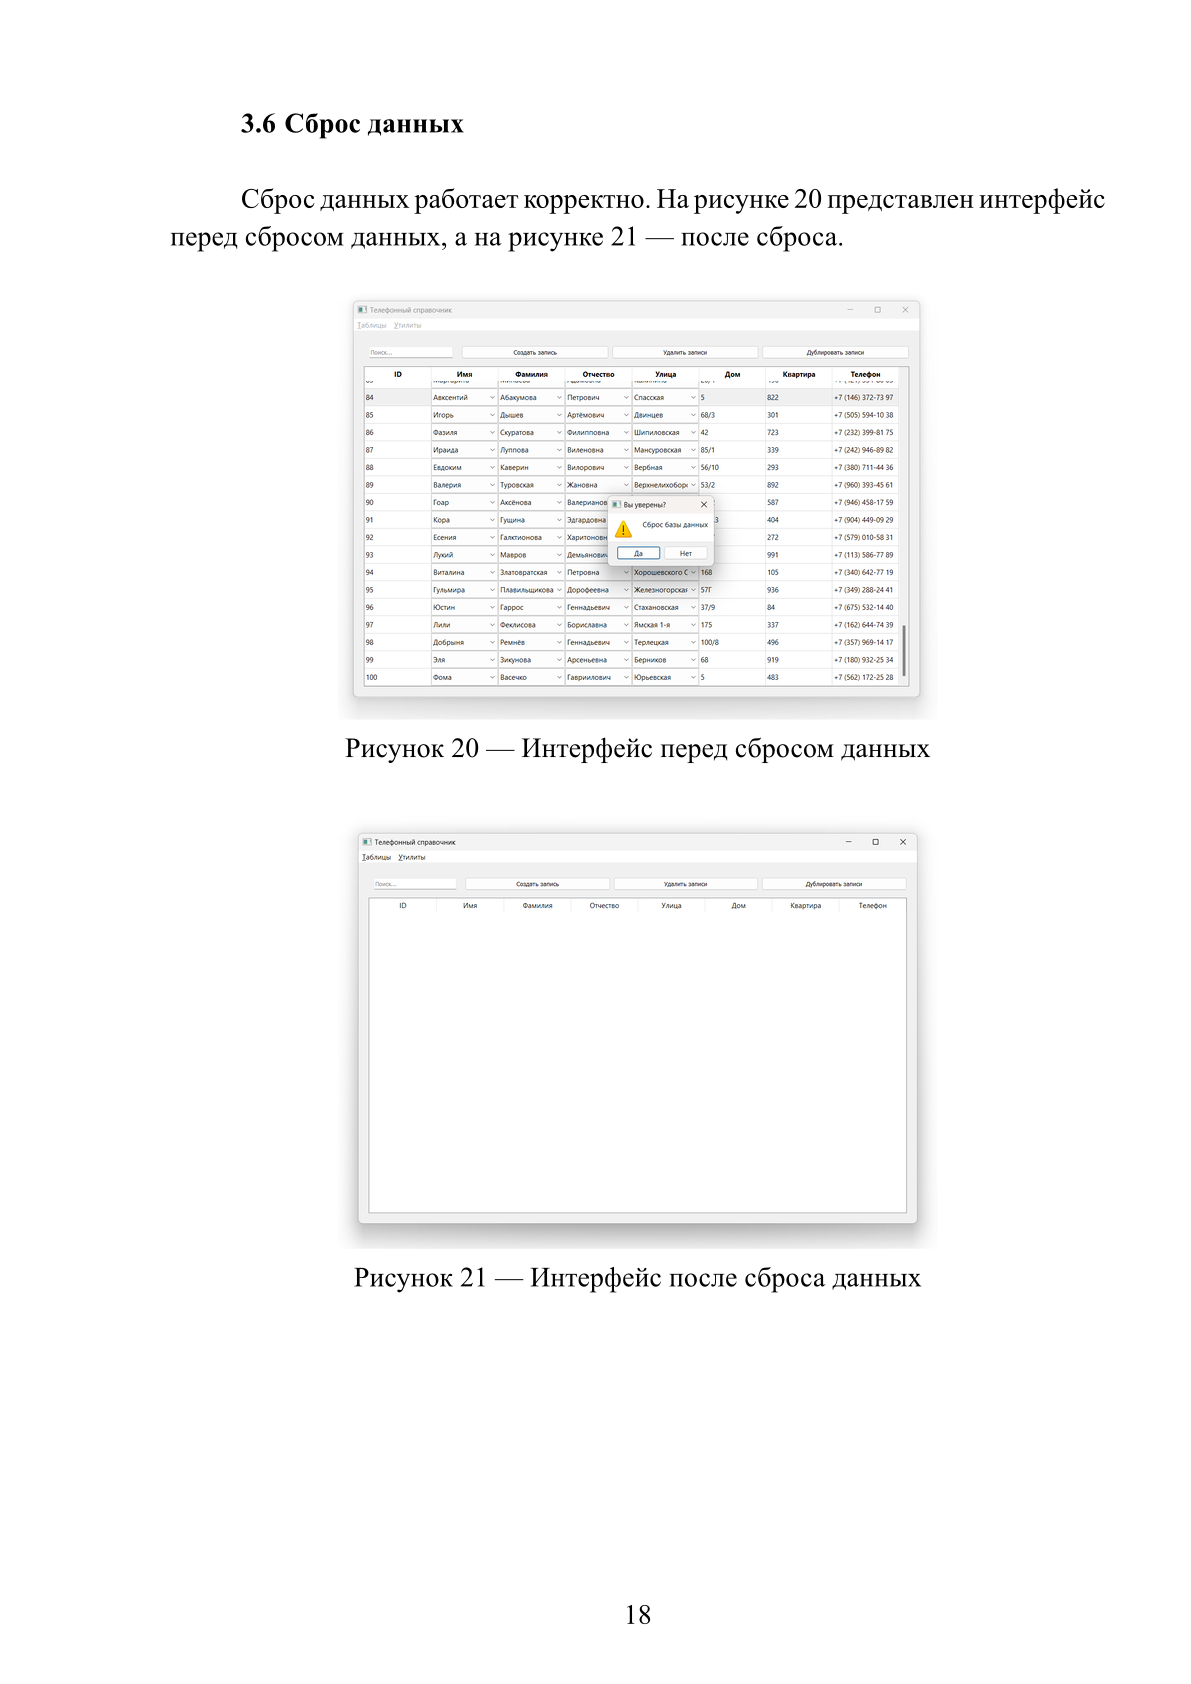 3.6 Сброс данных
Сброс данных работает корректно. На рисунке 20 представлен интерфейс
перед сбросом данных, а на рисунке 21 — после сброса.
Телефонный справочник
Таблицы Утилиты
Поиск... Создать запись Удалить записи Дублировать записи
ID Имя Фамилия Отчество Улица Дом Квартира Телефон
84 Авксентий Абакумова Петрович Спасская 5 822 +7 (146) 372-73 97
85 Игорь Дышев Артёмович Двинцев 68/3 301 +7 (505) 594-10 38
86 Фазиля Скуратова Филипповна Шипиловская 42 723 +7 (232) 399-81 75
87 Ираида Луппова Виленовна Мансуровская 85/1 339 +7 (242) 946-89 82
88 Евдоким Каверин Вилорович Вербная 56/10 293 +7 (380) 711-44 36
89 Валерия Туровская Жановна Верхнелихоборс 53/2 892 +7 (960) 393-45 61
90 Гоар Аксёнова Валерианов 587 +7 (946) 458-17 59
91 Кора Гущина Эдгардовна 3 404 +7 (904) 449-09 29
92 Есения Галктионова Харитоновн 272 +7 (579) 010-58 31
93 Лукий Мавров Демьянович 991 +7 (113) 586-77 89
Вы уверены?
Сброс базы данных
Да Нет
94 Виталина Златовратская Петровна Хорошевского С 168 105 +7 (340) 642-77 19
95 Гульмира Плавильщикова Дорофеевна Железногорская 57Г 936 +7 (349) 288-24 41
96 Юстин Гаррос Геннадьевич Стахановская 37/9 84 +7 (675) 532-14 40
97 Лили Феклисова Бориславна Ямская 1-я 175 337 +7 (162) 644-74 39
98 Добрыня Ремнёв Геннадьевич Терлецкая 100/8 496 +7 (357) 969-14 17
99 Эля Зикунова Арсеньевна Берников 68 919 +7 (180) 932-25 34
100 Фома Васечко Гавриилович Юрьевская 5 483 +7 (562) 172-25 28
Рисунок 20 — Интерфейс перед сбросом данных
Телефонный справочник
Таблицы Утилиты
Поиск... Создать запись Удалить записи Дублировать записи
ID Имя Фамилия Отчество Улица Дом Квартира Телефон
Рисунок 21 — Интерфейс после сброса данных
18